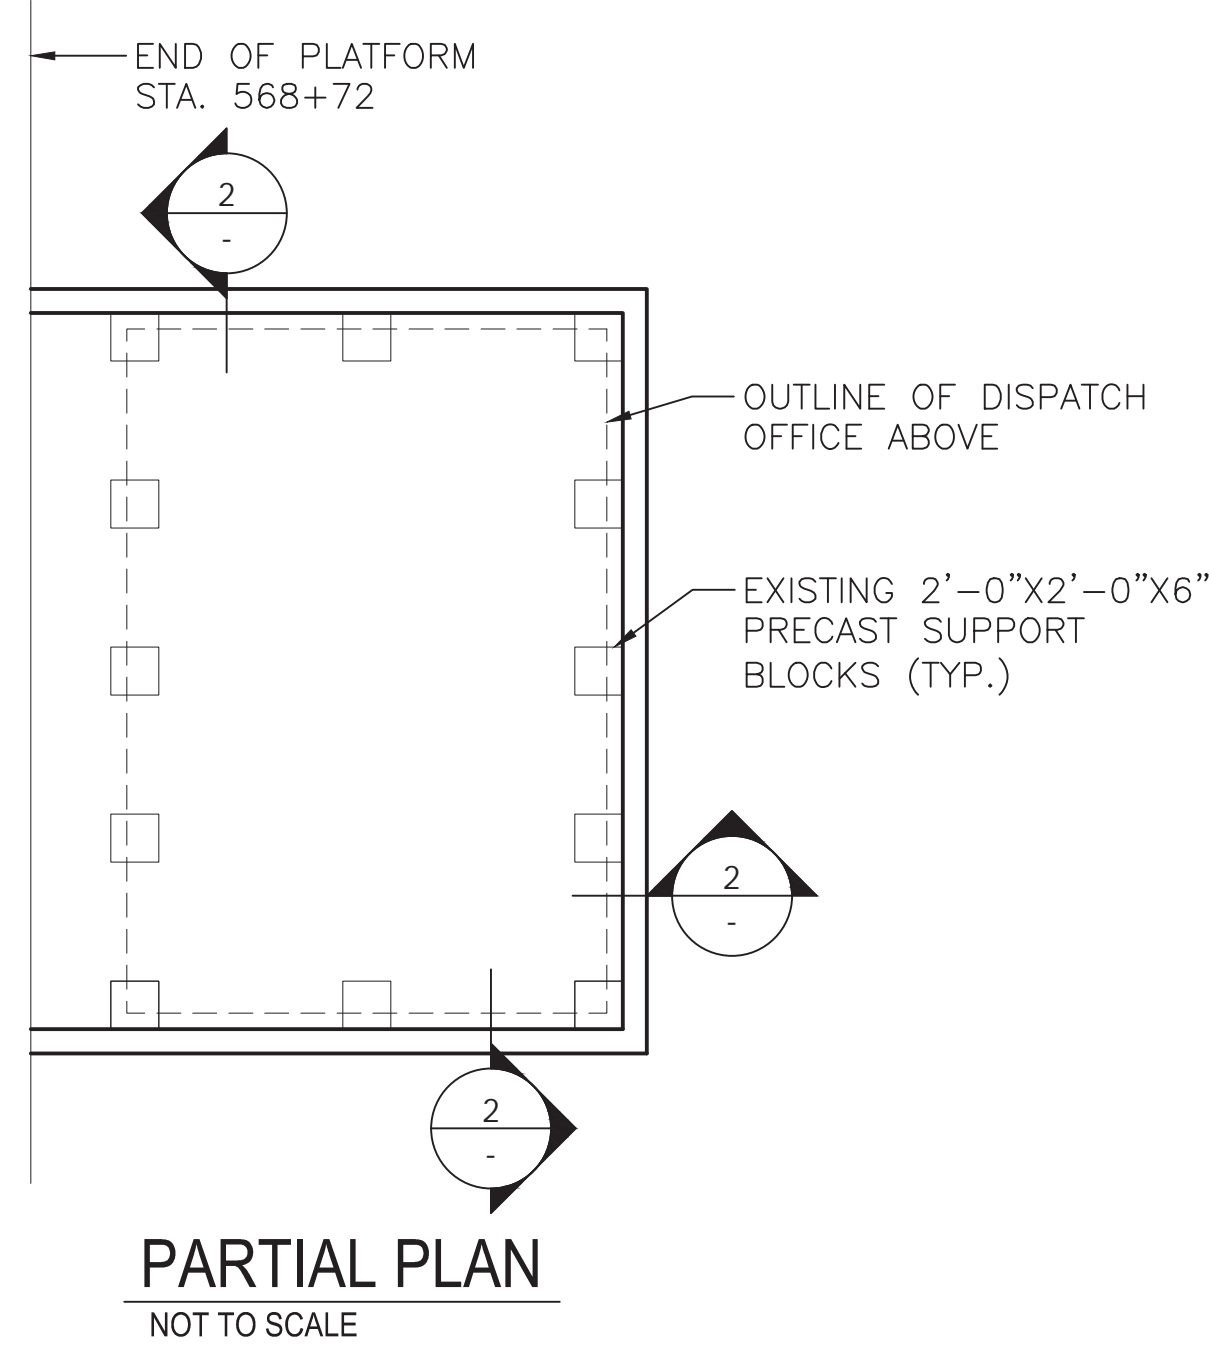 END OF PLATFORM
STA. 568+72
2
-
OUTLINE OF DISPATCH
OFFICE ABOVE
EXISTING 2'-0"X2'-0"X6"
PRECAST SUPPORT
BLOCKS (TYP.)
2
-
2
-
PARTIAL PLAN
NOT TO SCALE